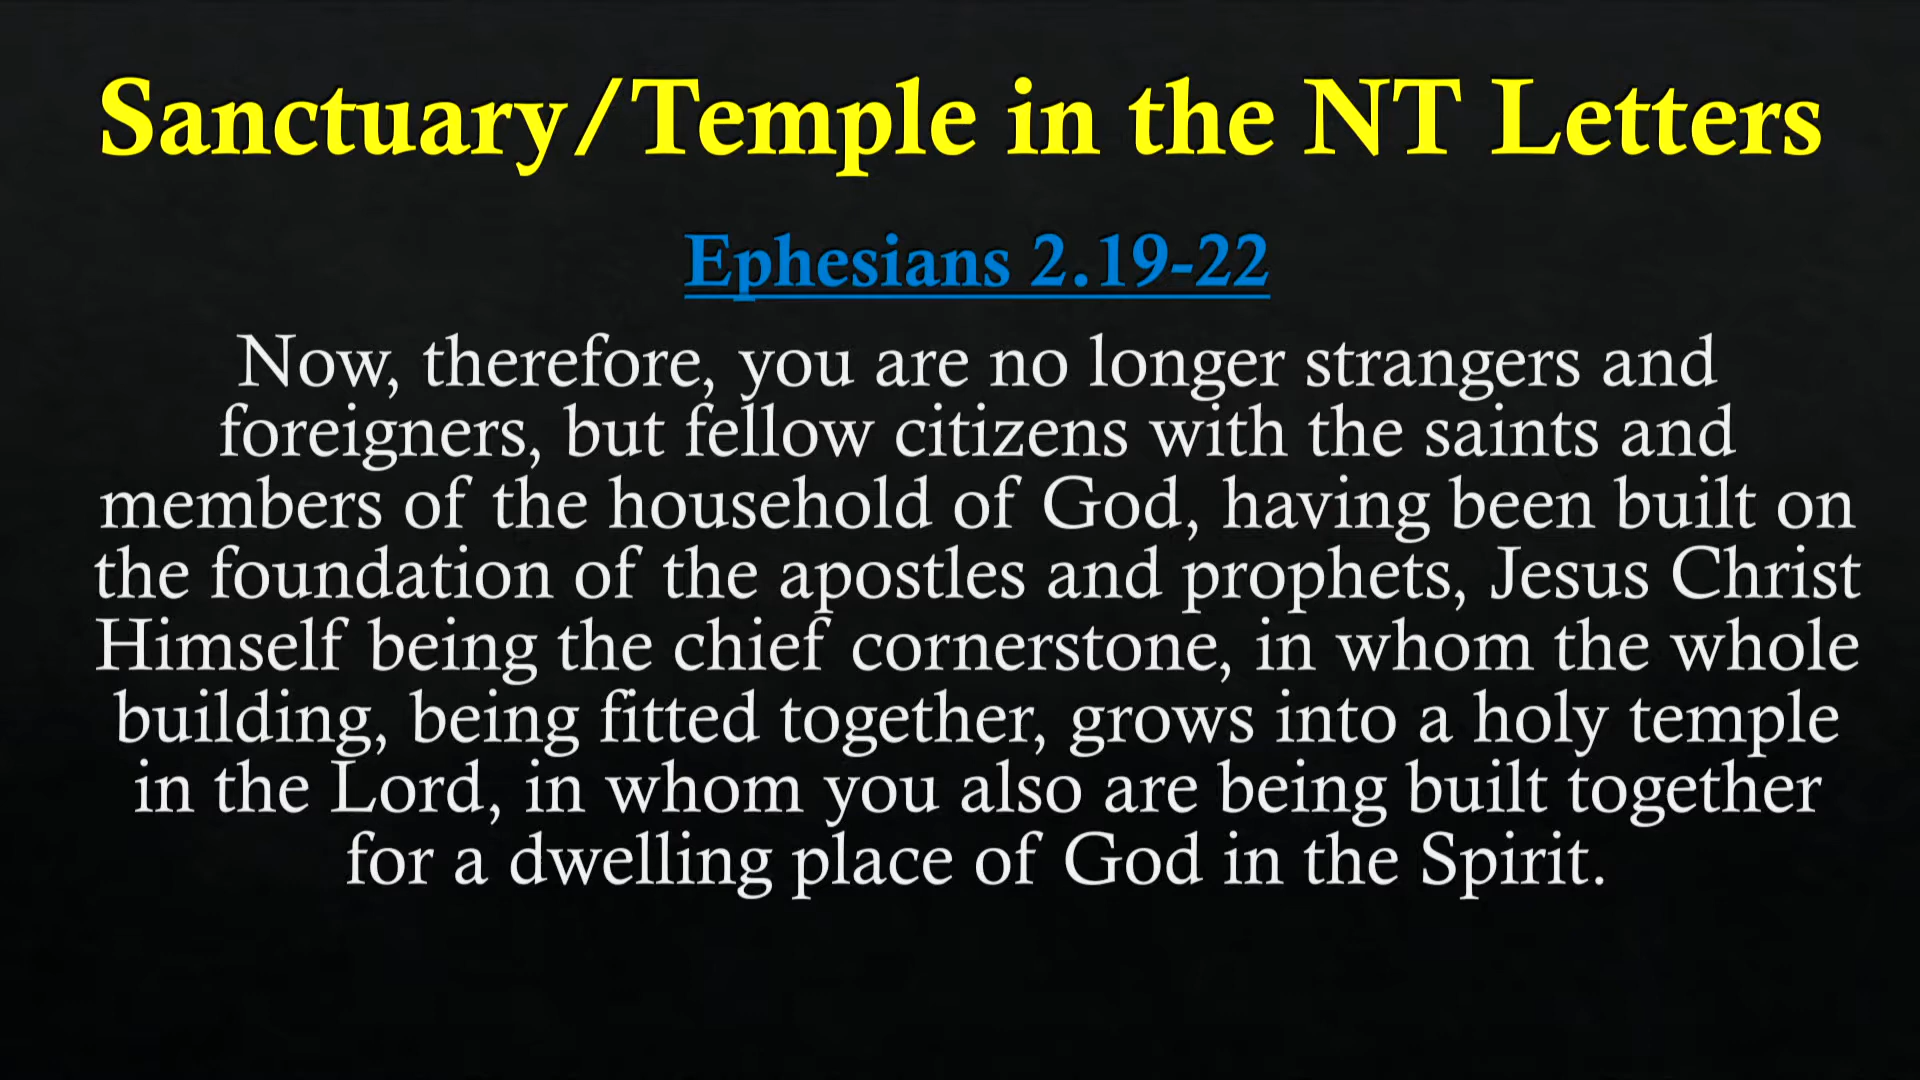 Sanctuary/Temple in the NT Letters
Ephesians 2.19-22
Now, therefore, you are no longer strangers and
foreigners, but fellow citizens with the saints and
members of the household of God, having been built on
the foundation of the apostles and prophets, Jesus Christ
Himself being the chief cornerstone, in whom the whole
building, being fitted together, grows into a holy temple
in the Lord, in whom you also are being built together
for a dwelling place of God in the Spirit.